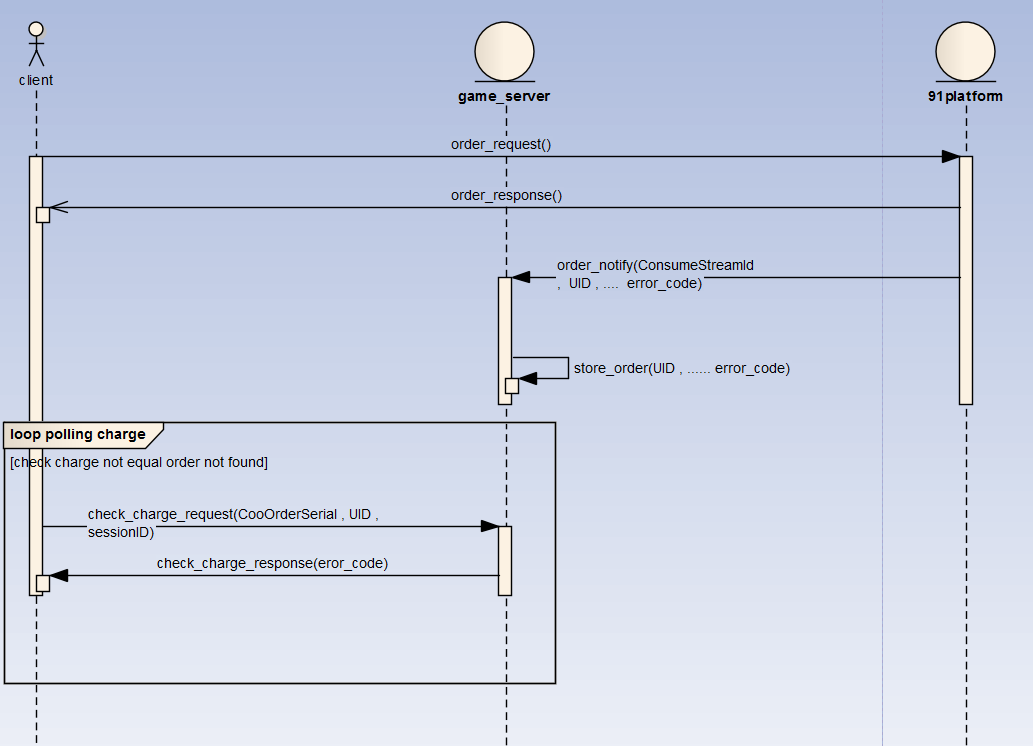 client
game_server
91platform
order_request()
order_response()
order_notify(ConsumeStreamId
, UID , .... error_code)
store_order(UID , ...... error_code)
loop polling charge
[check charge not equal order not found]
check_charge_request(CooOrderSerial , UID ,
sessionID)
check_charge_response(eror_code)